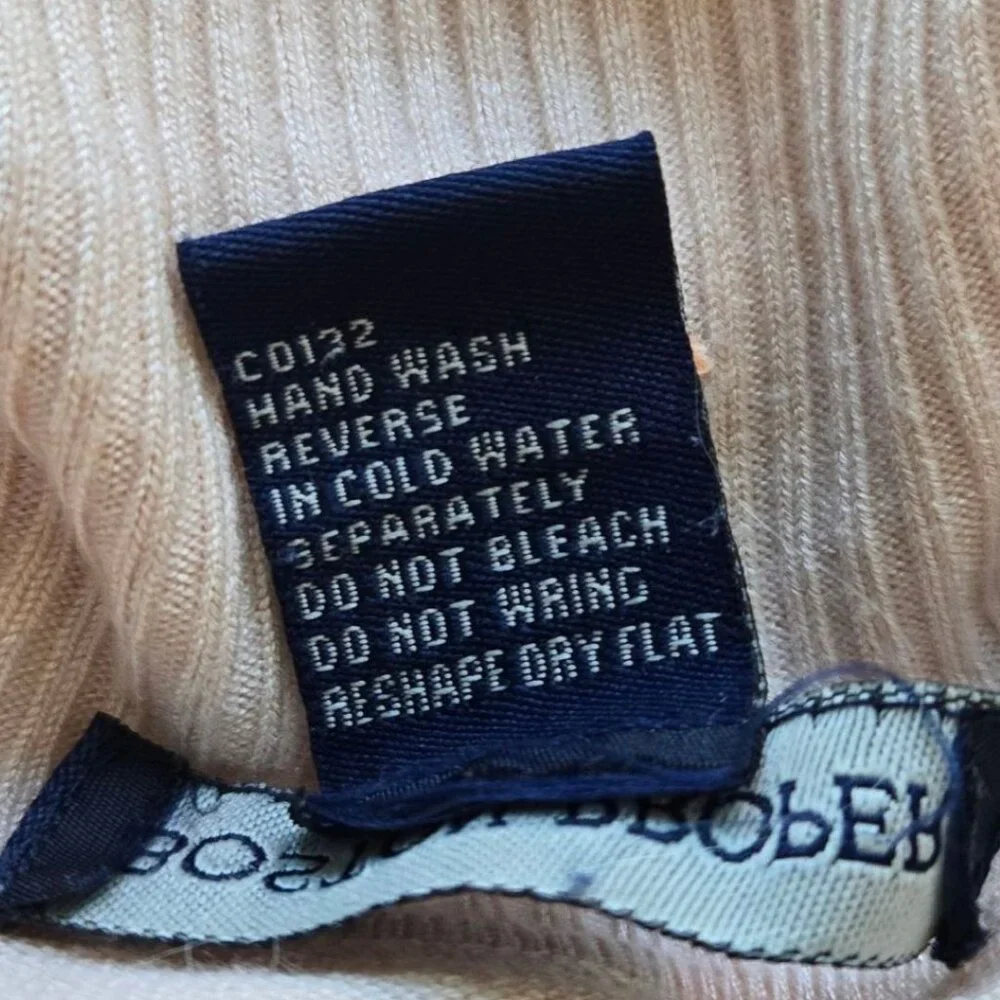 C0132
HAND WASH
REVERSE
IN COLD WATER
SEPARATELY
DO NOT BLEACH
DO NOT WRING
RESHAPE DRY FLAT